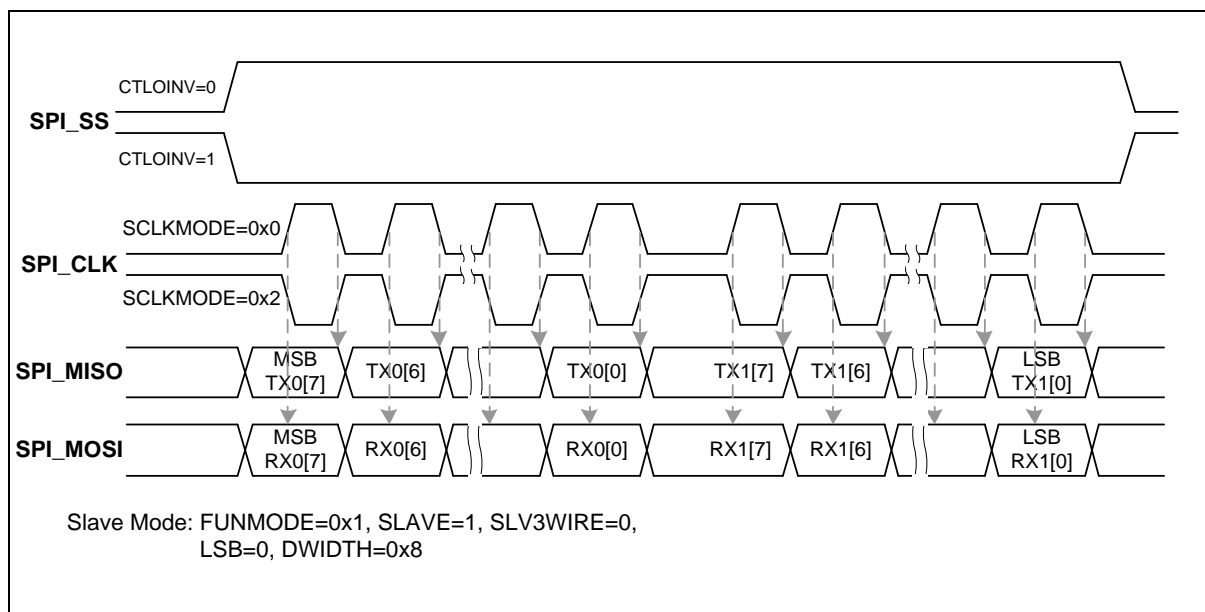 CTLOINV=0
SPI_SS
CTLOINV=1
SCLKMODE=0x0
SPI_CLK
SCLKMODE=0x2
SPI_MISO
MSB
TX0[7]
TX0[6]
TX0[0]
TX1[7]
TX1[6]
LSB
TX1[0]
SPI_MOSI
MSB
RX0[7]
RX0[6]
RX0[0]
RX1[7]
RX1[6]
LSB
RX1[0]
Slave Mode: FUNMODE=0x1, SLAVE=1, SLV3WIRE=0,
LSB=0, DWIDTH=0x8